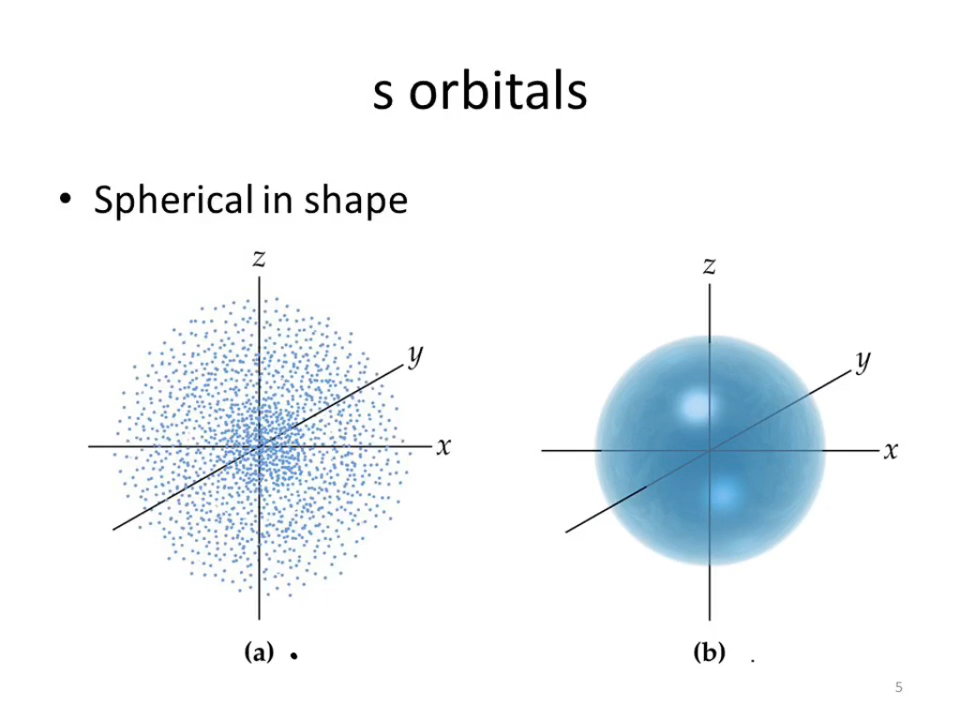 s orbitals
• Spherical in shape
z
y
x
(a) •
z
y
x
(b) .
5